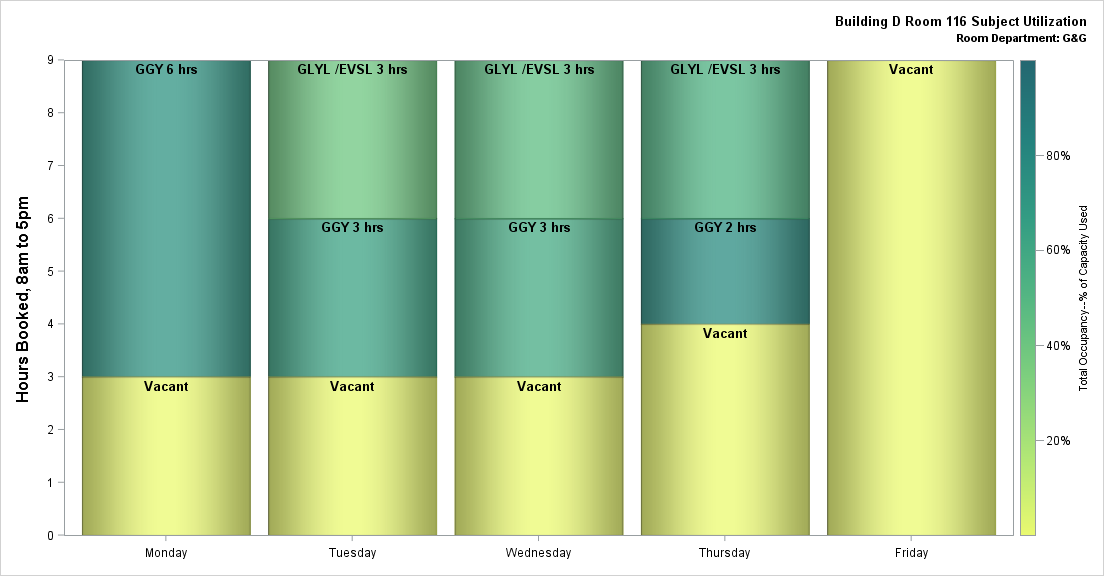 Building D Room 116 Subject Utilization
Room Department: G&G
Hours Booked, 8am to 5pm
9
8
7
6
5
4
3
2
1
0
GGY 6 hrs
Vacant
GLYL /EVSL 3 hrs
GGY 3 hrs
Vacant
GLYL /EVSL 3 hrs
GGY 3 hrs
Vacant
GLYL /EVSL 3 hrs
GGY 2 hrs
Vacant
Vacant
Monday
Tuesday
Wednesday
Thursday
Friday
80%
60%
40%
20%
Total Occupancy--% of Capacity Used